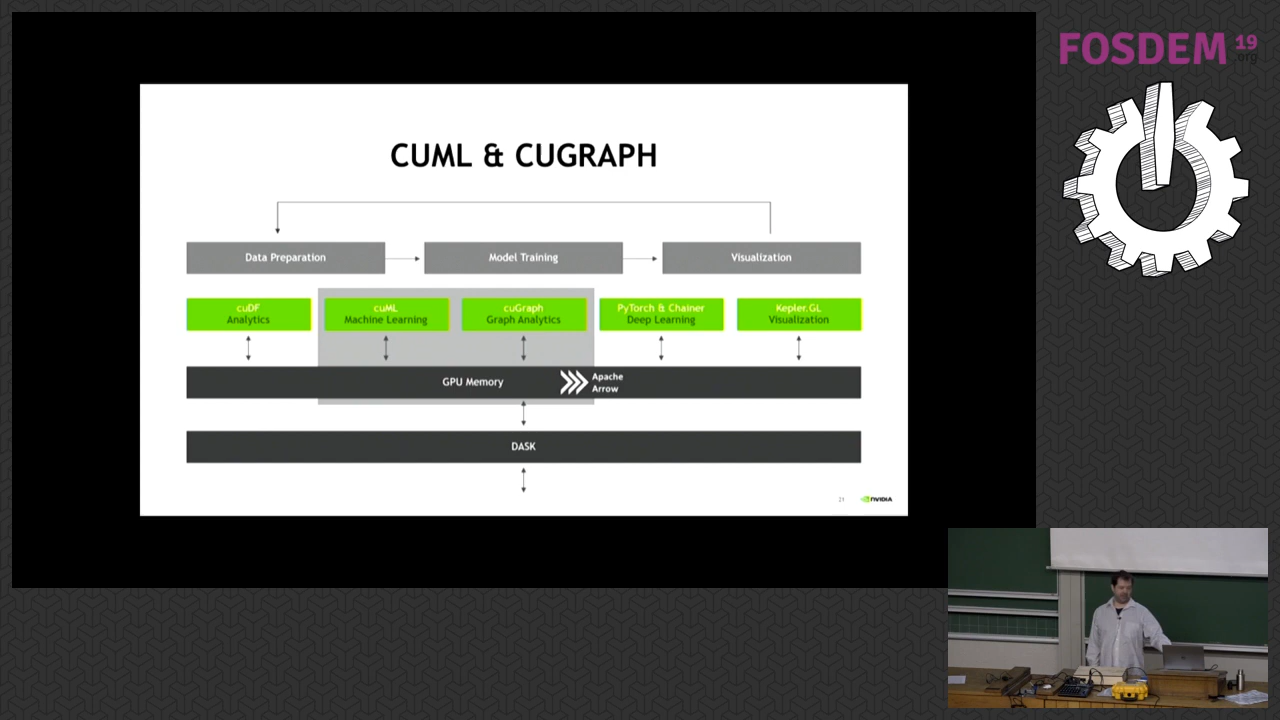 FOSDEM 19
.org
CUML & CUGRAPH
Data Preparation
Model Training
Visualization
cuDF
Analytics
cuML
Machine Learning
cuGraph
Graph Analytics
PyTorch & Chainer
Deep Learning
Kepler.GL
Visualization
GPU Memory
Apache
Arrow
DASK
21
NVIDIA